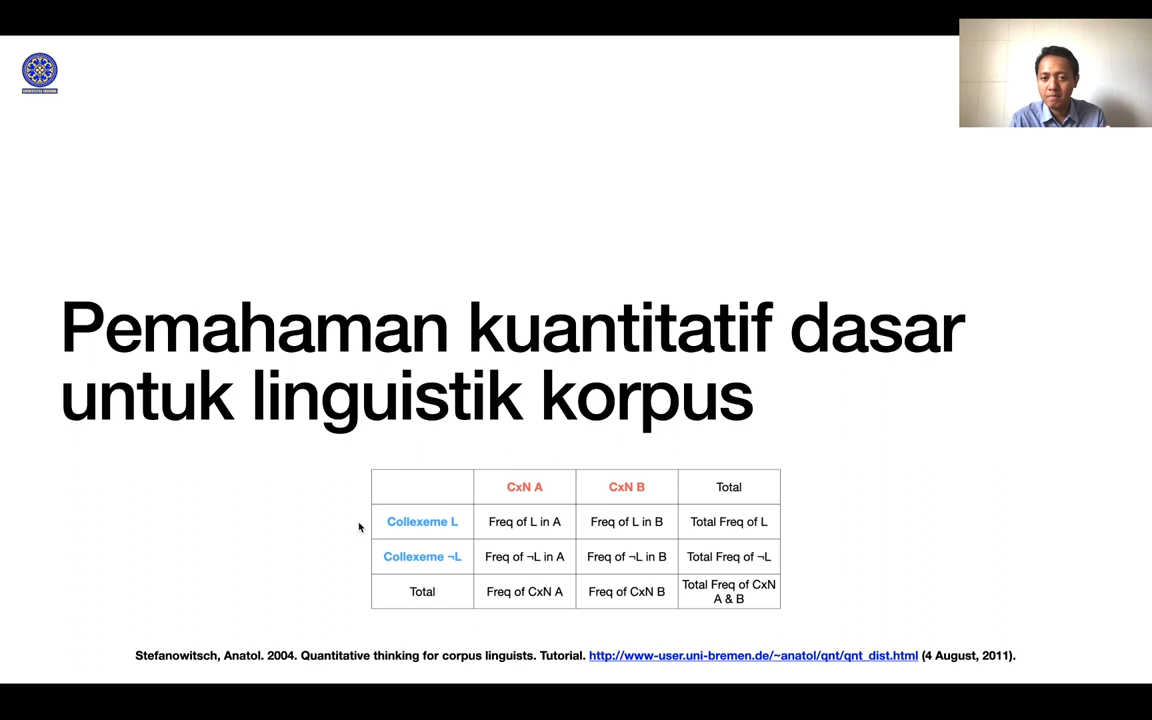 Pemahaman kuantitatif dasar
untuk linguistik korpus
CxN A CxN B Total
Collexeme L Freq of L in A Freq of L in B Total Freq of L
Collexeme ¬L Freq of ¬L in A Freq of ¬L in B Total Freq of ¬L
Total Freq of CxN A Freq of CxN B Total Freq of CxN
A & B
Stefanowitsch, Anatol. 2004. Quantitative thinking for corpus linguists. Tutorial. http://www-user.uni-bremen.de/~anatol/qnt/qnt_dist.html (4 August, 2011).